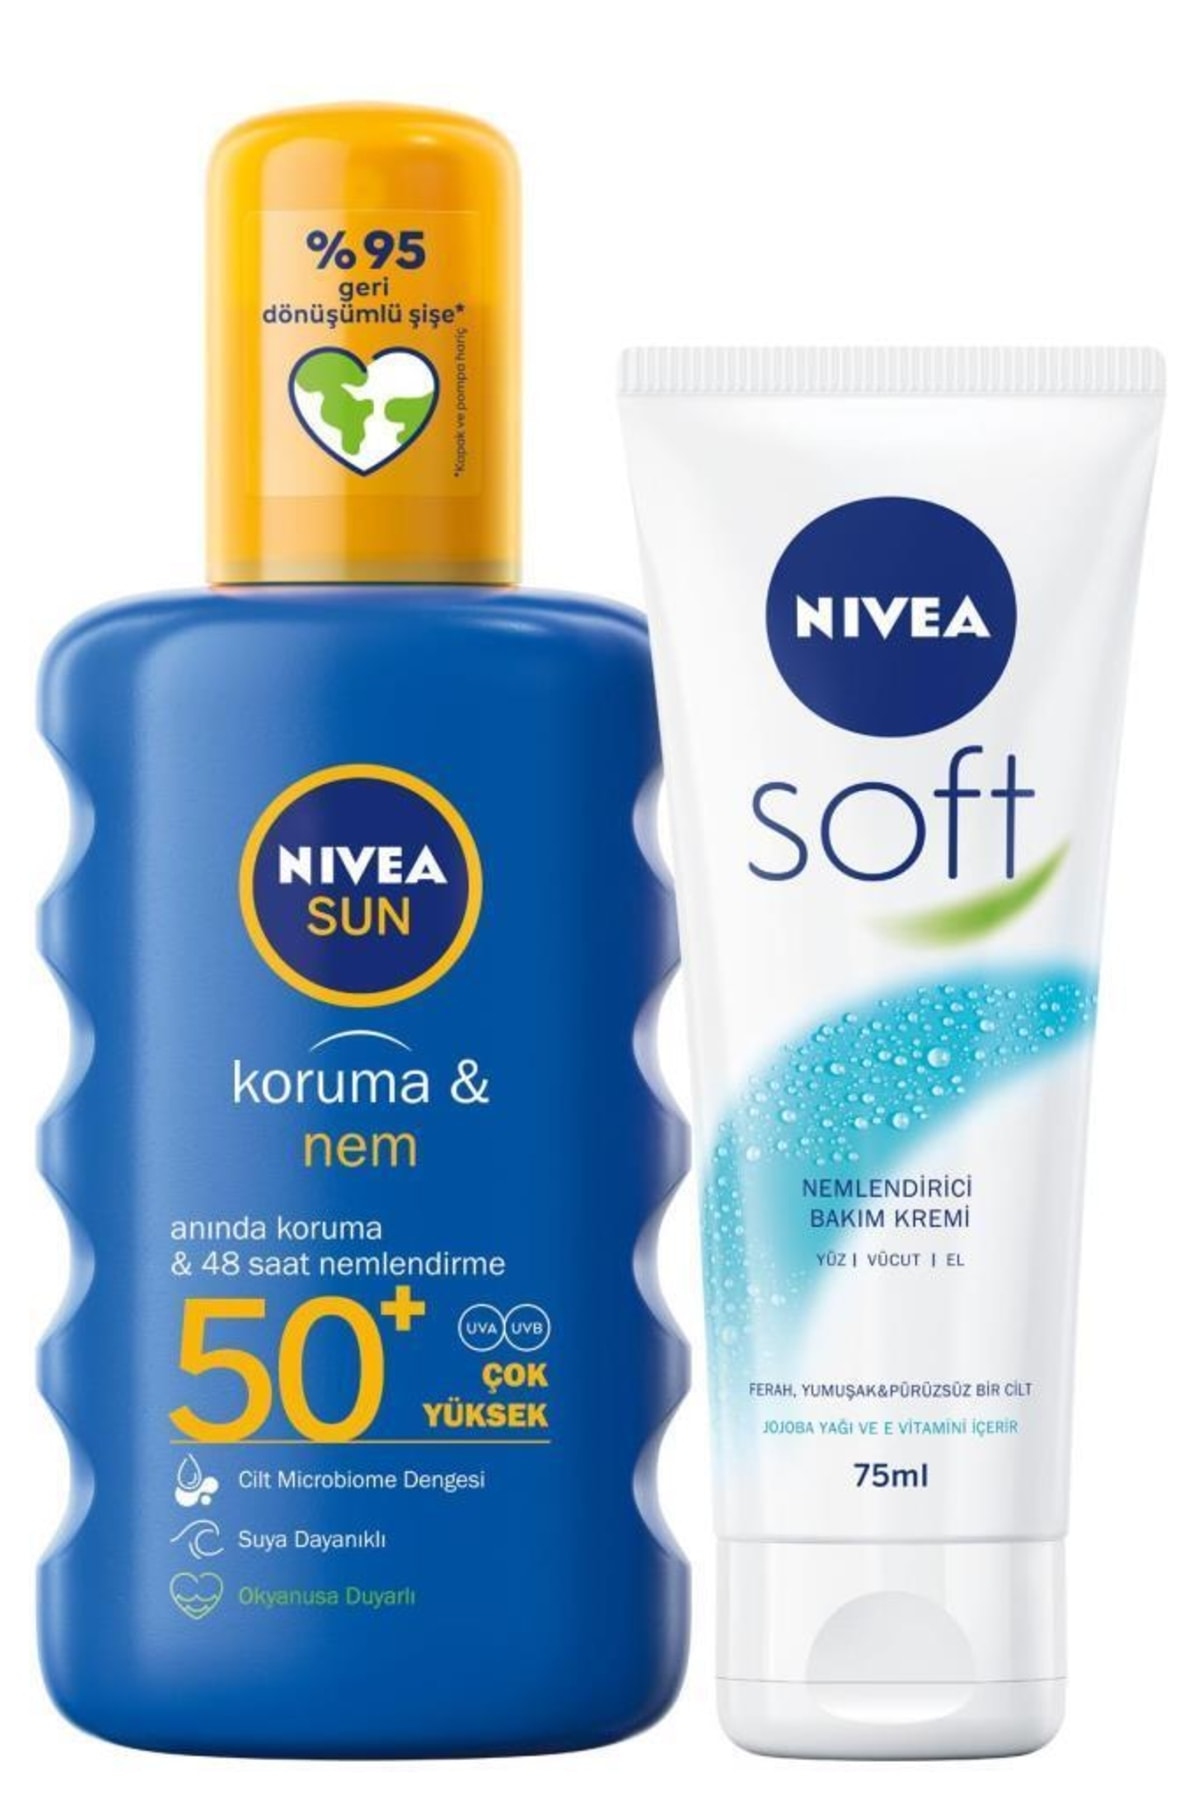 %95
geri
dönüşümlü şişe*
*Kapak ve pompa hariç
NIVEA
SUN
koruma &
nem
anında koruma
& 48 saat nemlendirme
50+
UVA UVB
ÇOK
YÜKSEK
Cilt Microbiome Dengesi
Suya Dayanıklı
Okyanusa Duyarlı
NIVEA
soft
NEMLENDİRİCİ
BAKIM KREMİ
YÜZ | VÜCUT | EL
FERAH, YUMUŞAK&PÜRÜZSÜZ BİR CİLT
JOJOBA YAĞI VE E VİTAMİNİ İÇERİR
75ml